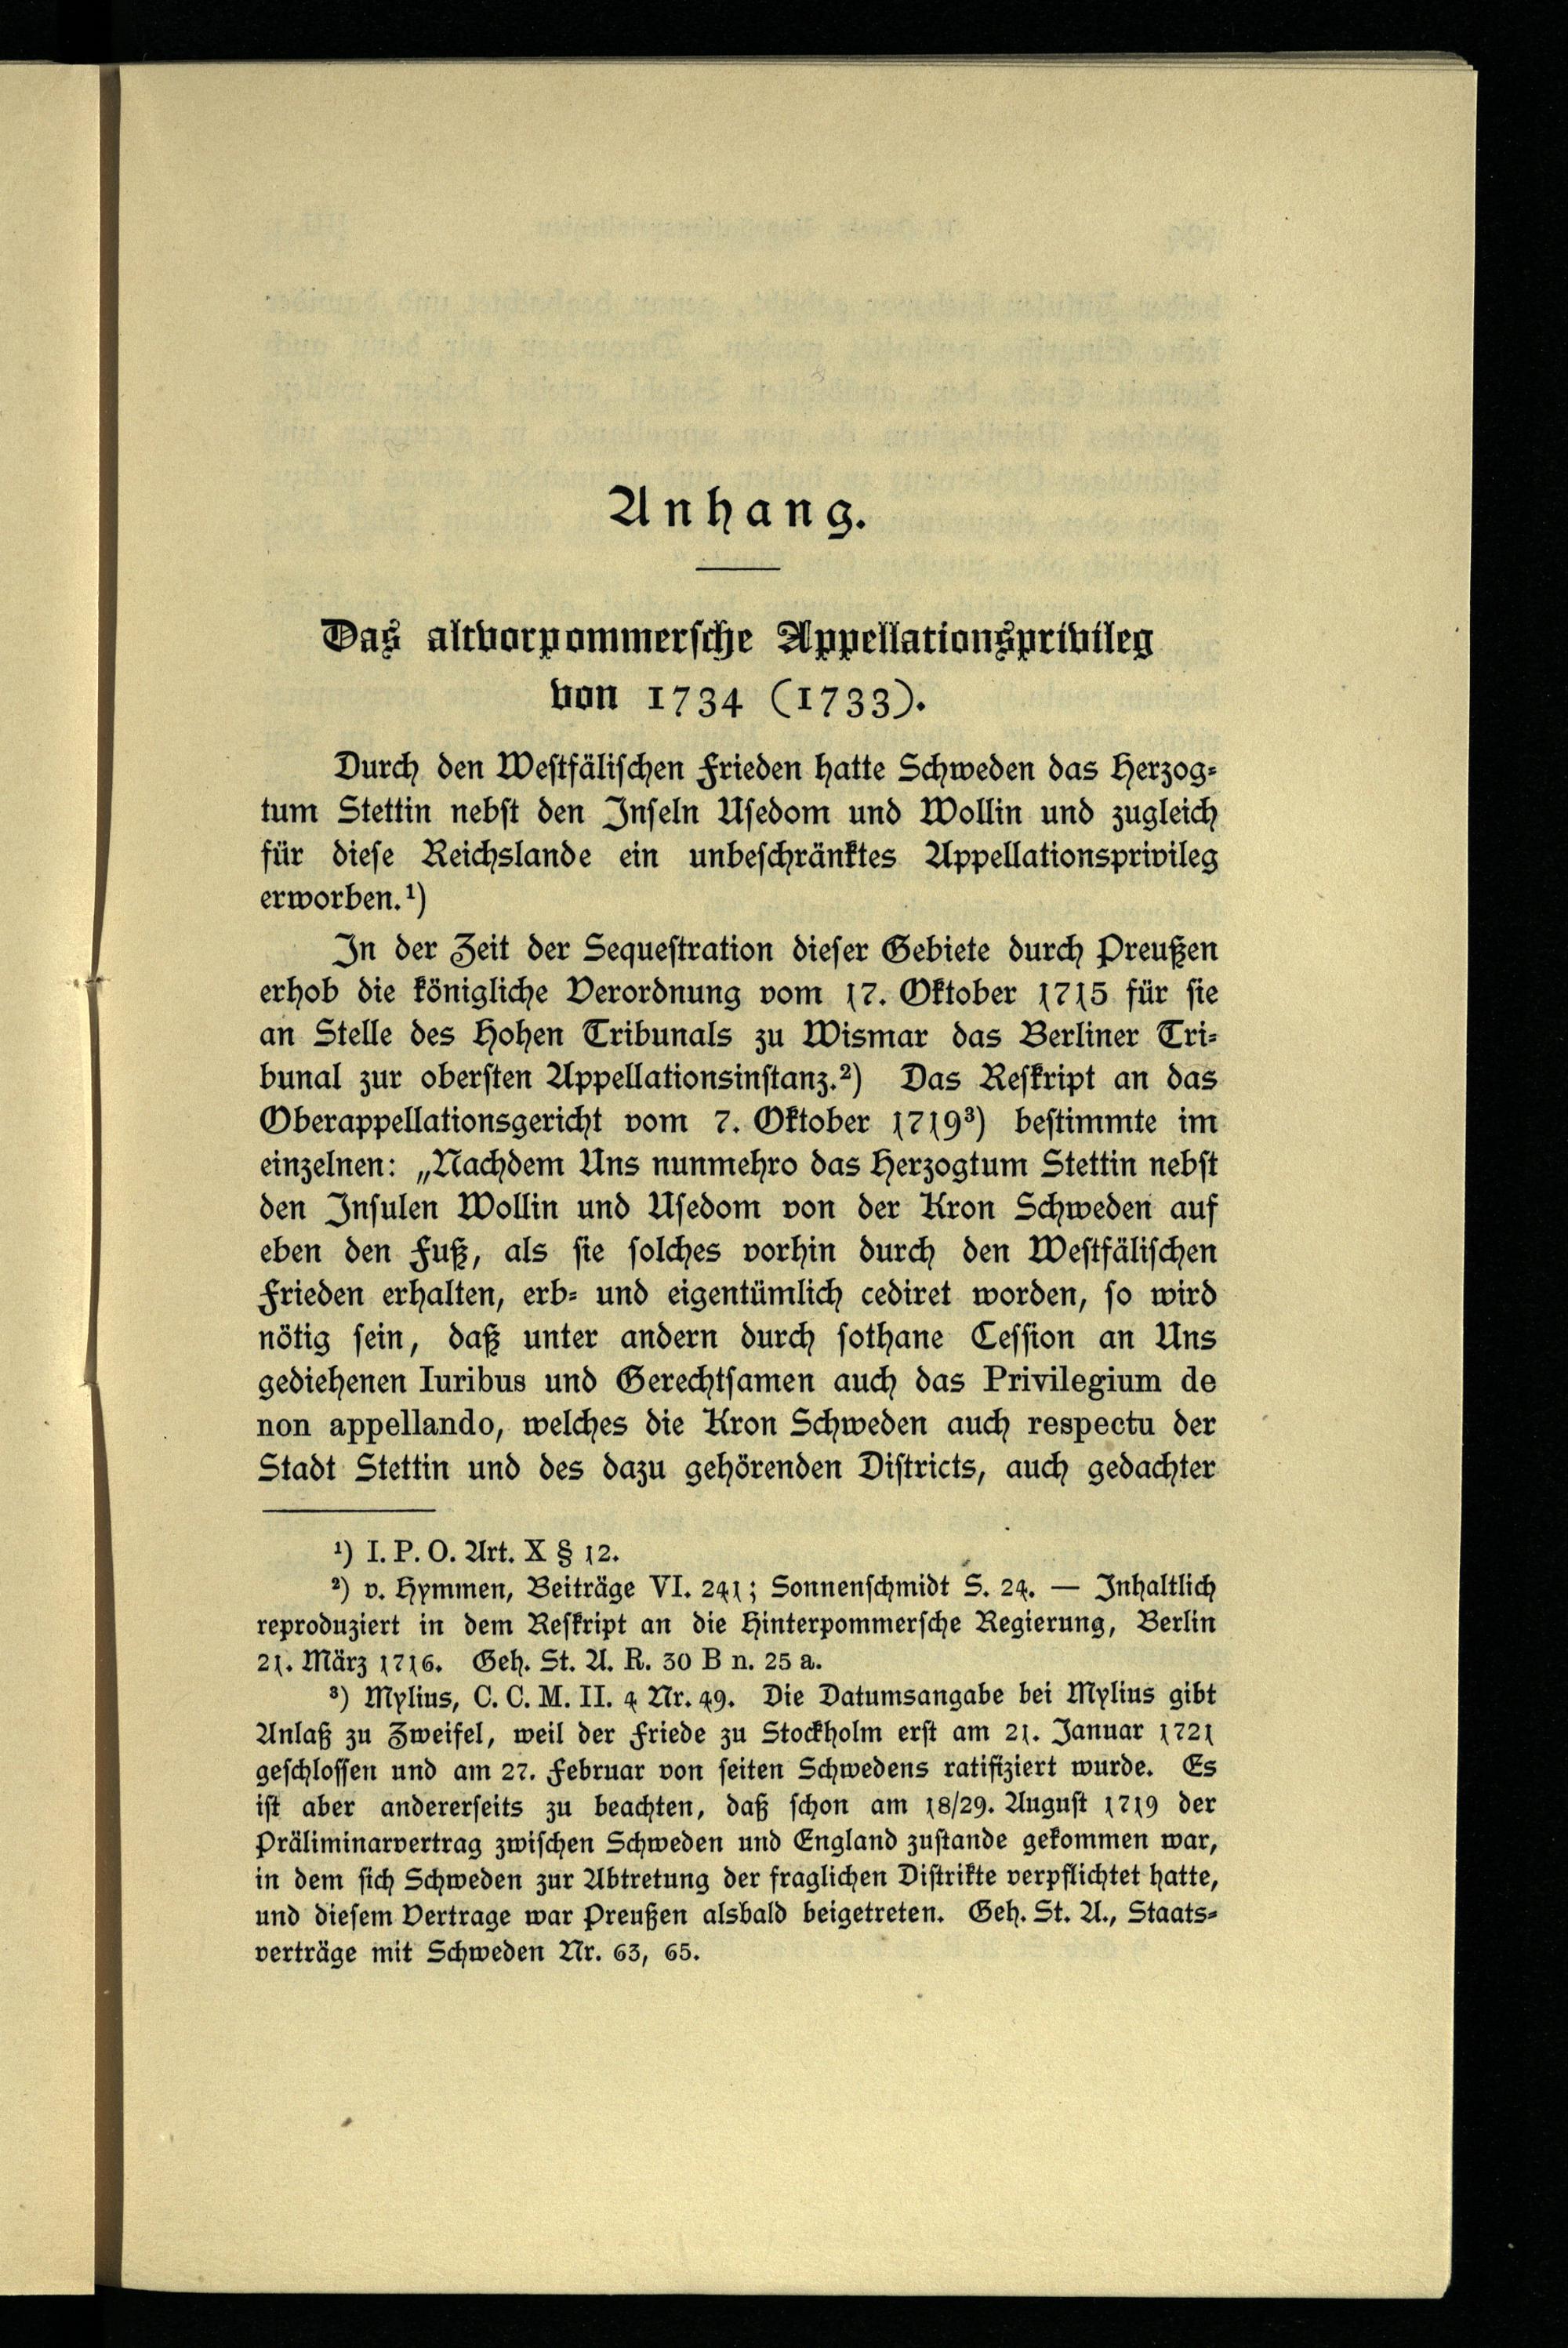 Anhang.
Das altvorpommersche Appellationsprivileg
von 1734 (1733).
Durch den Westfälischen Frieden hatte Schweden das Herzog-
tum Stettin nebst den Inseln Usedom und Wollin und zugleich
für diese Reichslande ein unbeschränktes Appellationsprivileg
erworben.¹)
In der Zeit der Sequestration dieser Gebiete durch Preußen
erhob die königliche Verordnung vom 17. Oktober 1715 für sie
an Stelle des Hohen Tribunals zu Wismar das Berliner Tri-
bunal zur obersten Appellationsinstanz.²) Das Reskript an das
Oberappellationsgericht vom 7. Oktober 1719³) bestimmte im
einzelnen: „Nachdem Uns nunmehro das Herzogtum Stettin nebst
den Insulen Wollin und Usedom von der Kron Schweden auf
eben den Fuß, als sie solches vorhin durch den Westfälischen
Frieden erhalten, erb- und eigentümlich cediret worden, so wird
nötig sein, daß unter andern durch sothane Cession an Uns
gediehenen Iuribus und Gerechtsamen auch das Privilegium de
non appellando, welches die Kron Schweden auch respectu der
Stadt Stettin und des dazu gehörenden Districts, auch gedachter
¹) I. P. O. Art. X § 12.
²) v. Hymmen, Beiträge VI. 241; Sonnenschmidt S. 24. — Inhaltlich
reproduziert in dem Reskript an die Hinterpommersche Regierung, Berlin
21. März 1716. Geh. St. A. R. 30 B n. 25 a.
³) Mylius, C. C. M. II. 4 Nr. 49. Die Datumsangabe bei Mylius gibt
Anlaß zu Zweifel, weil der Friede zu Stockholm erst am 21. Januar 1721
geschlossen und am 27. Februar von seiten Schwedens ratifiziert wurde. Es
ist aber andererseits zu beachten, daß schon am 18/29. August 1719 der
Präliminarvertrag zwischen Schweden und England zustande gekommen war,
in dem sich Schweden zur Abtretung der fraglichen Distrikte verpflichtet hatte,
und diesem Vertrage war Preußen alsbald beigetreten. Geh. St. A., Staats-
verträge mit Schweden Nr. 63, 65.